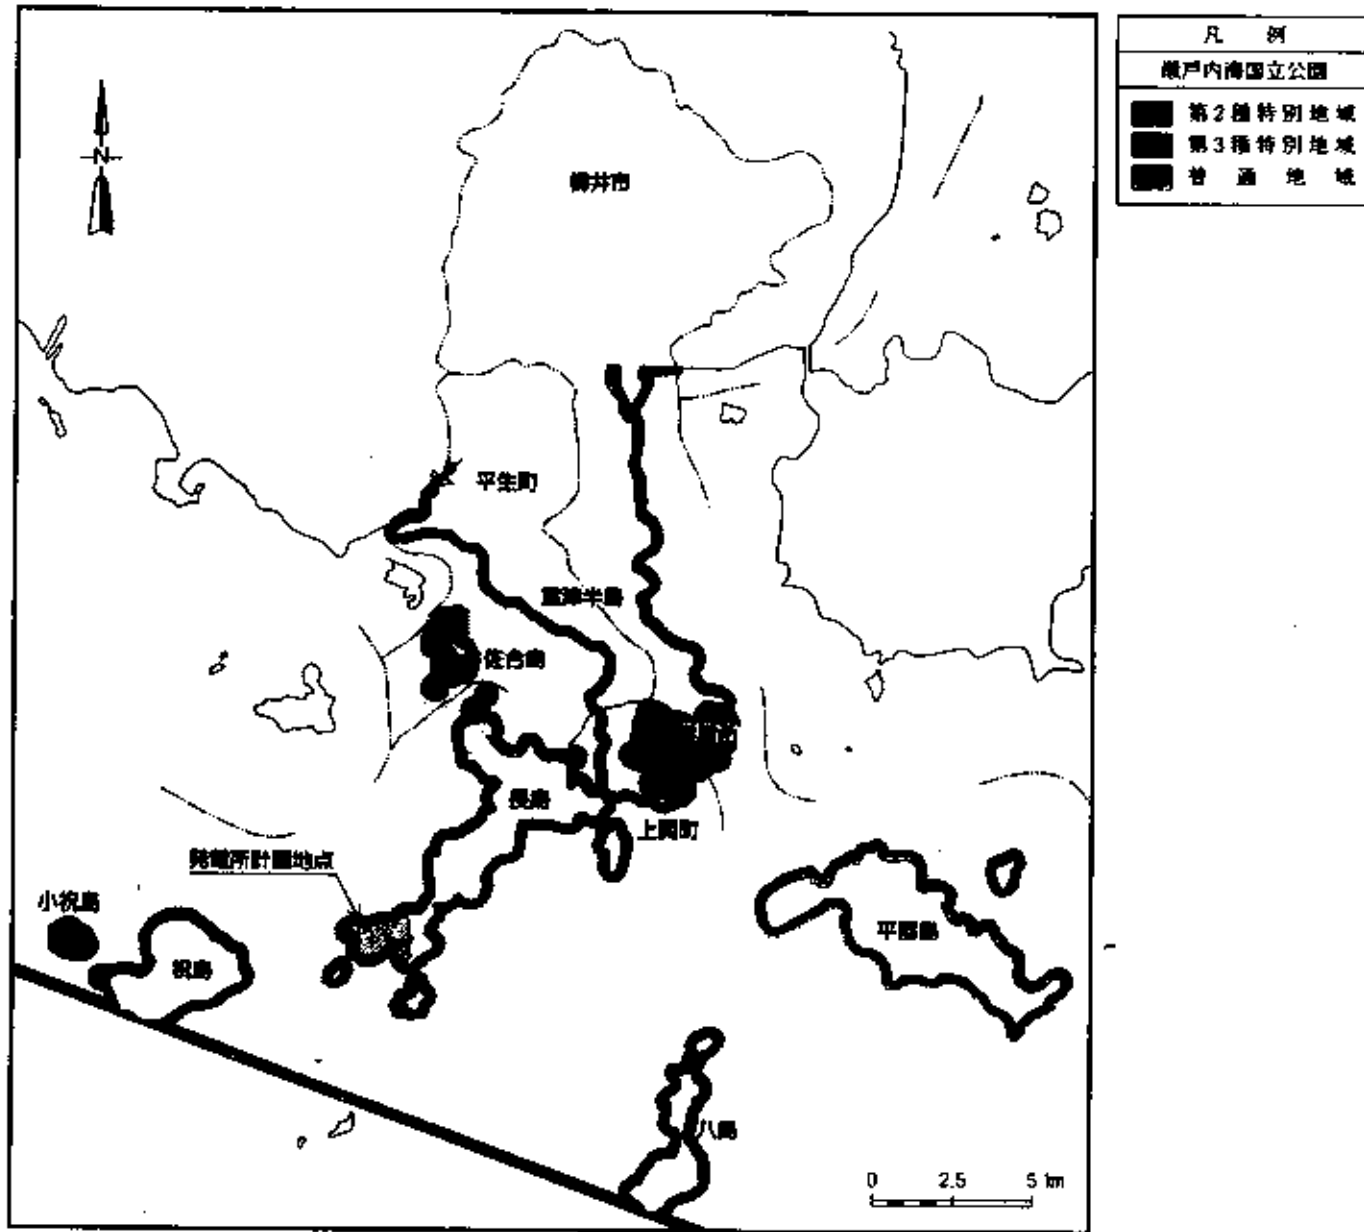 凡 例
瀬戸内海国立公園
第2種特別地域
第3種特別地域
普通地域
N
柳井市
平生町
室津半島
佐合島
長島
上関町
発電所計画地点
小祝島
祝島
平郡島
八島
0 2.5 5 km